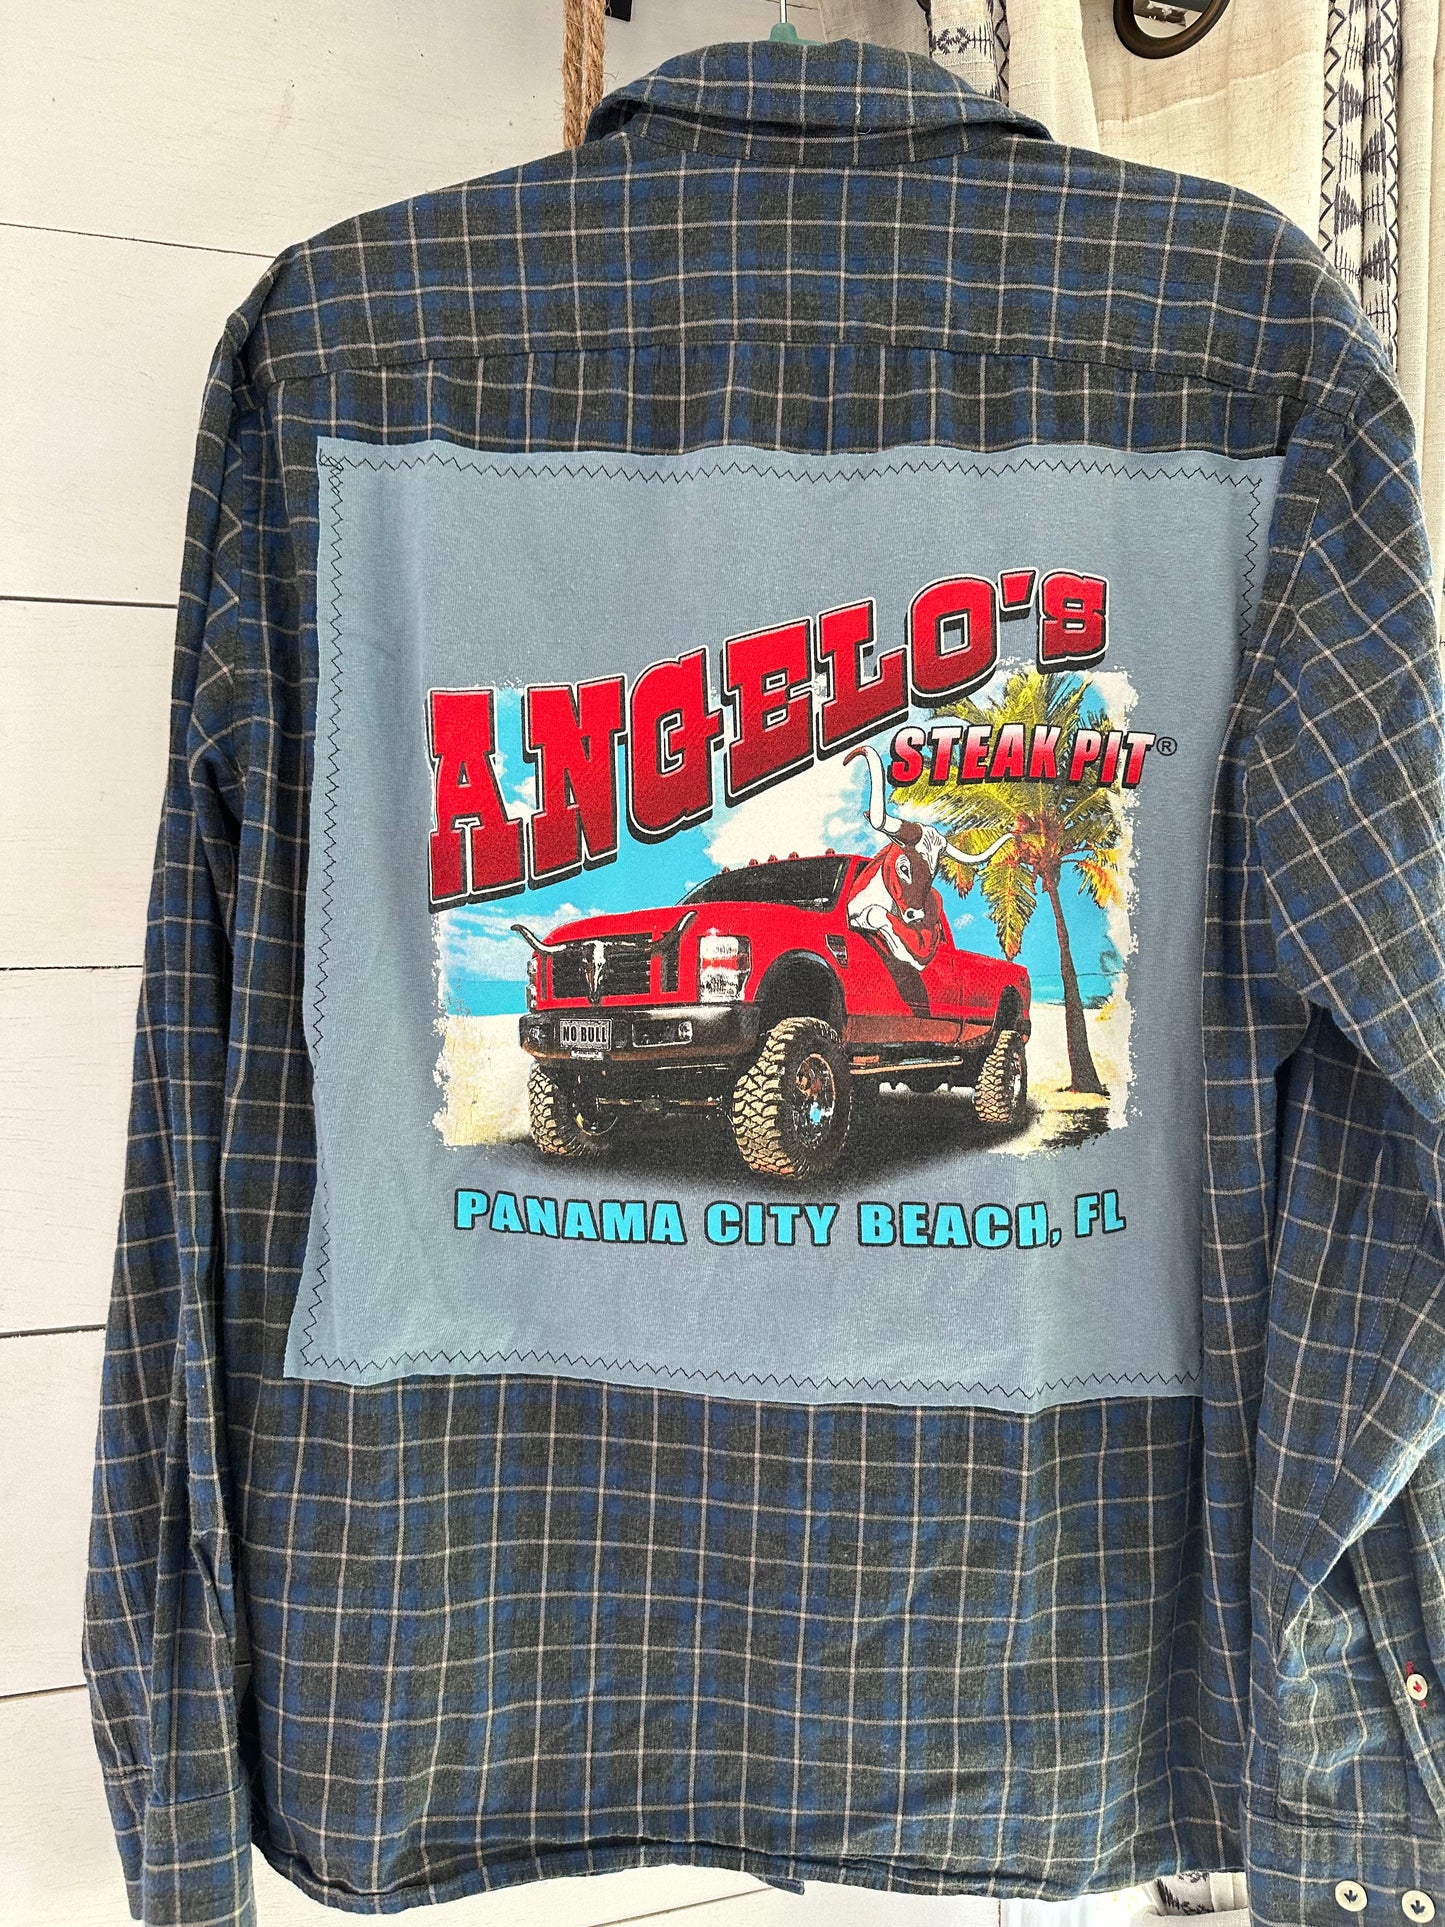 ANGELO'S
STEAK PIT®
NO BULL
PANAMA CITY BEACH, FL